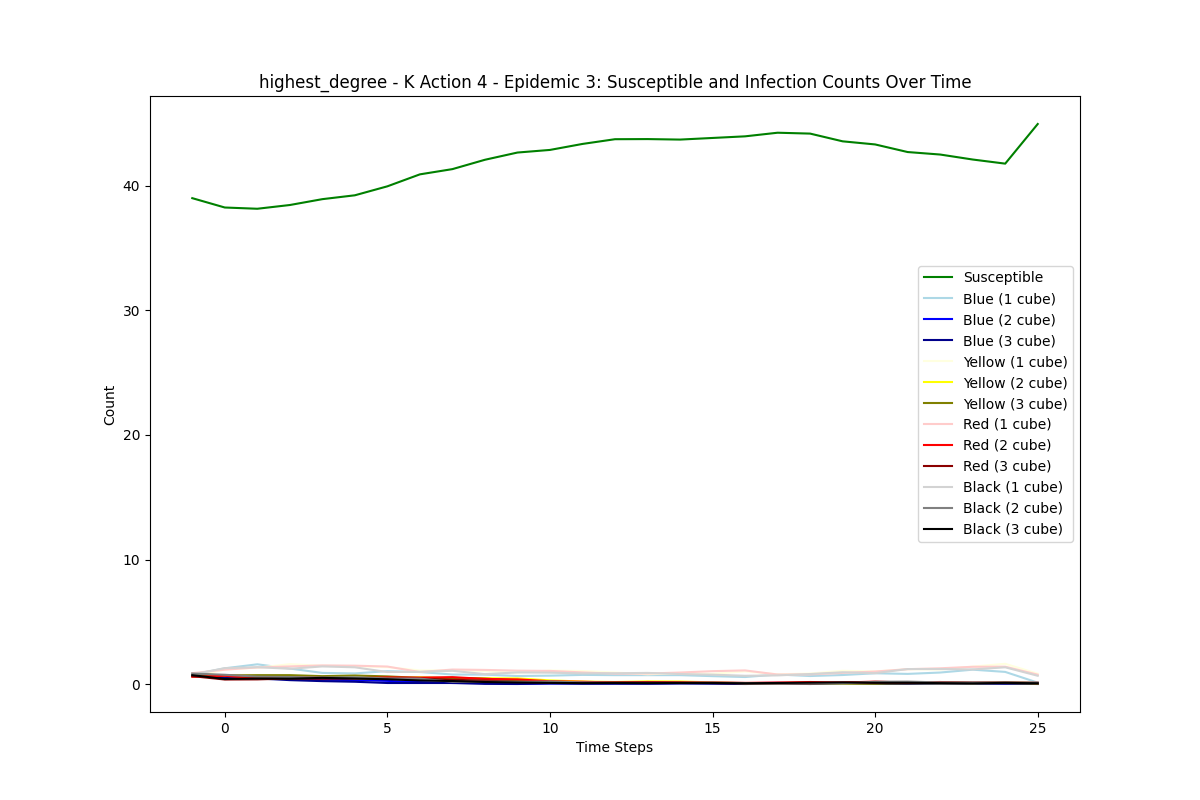 highest_degree - K Action 4 - Epidemic 3: Susceptible and Infection Counts Over Time
Count
40
30
20
10
0
Susceptible
Blue (1 cube)
Blue (2 cube)
Blue (3 cube)
Yellow (1 cube)
Yellow (2 cube)
Yellow (3 cube)
Red (1 cube)
Red (2 cube)
Red (3 cube)
Black (1 cube)
Black (2 cube)
Black (3 cube)
0 5 10 15 20 25
Time Steps